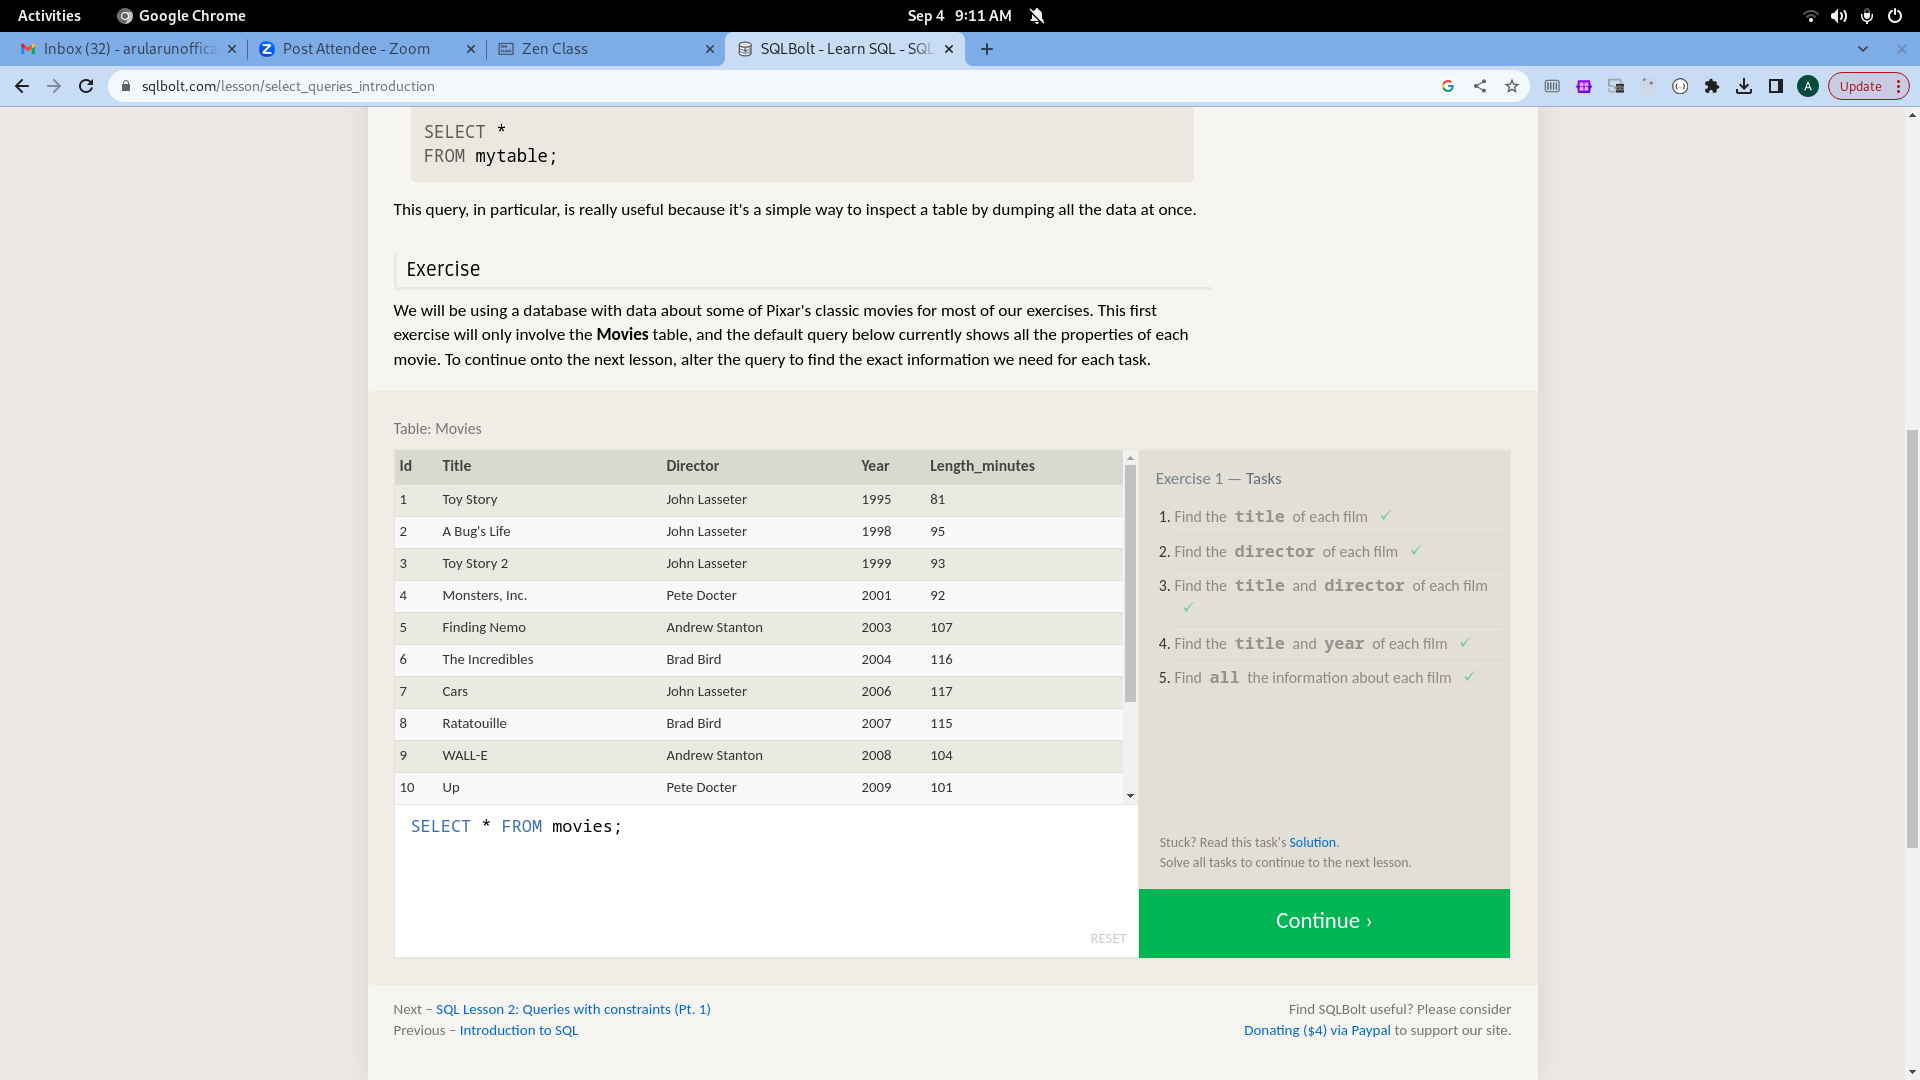 Activities
Google Chrome
Sep 4 9:11 AM
Inbox (32) - arularunoffica
Post Attendee - Zoom
Zen Class
SQLBolt - Learn SQL - SQL
sqlbolt.com/lesson/select_queries_introduction
A
Update
SELECT *
FROM mytable;
This query, in particular, is really useful because it's a simple way to inspect a table by dumping all the data at once.
Exercise
We will be using a database with data about some of Pixar's classic movies for most of our exercises. This first
exercise will only involve the Movies table, and the default query below currently shows all the properties of each
movie. To continue onto the next lesson, alter the query to find the exact information we need for each task.
Table: Movies
Id Title Director Year Length_minutes
1 Toy Story John Lasseter 1995 81
2 A Bug's Life John Lasseter 1998 95
3 Toy Story 2 John Lasseter 1999 93
4 Monsters, Inc. Pete Docter 2001 92
5 Finding Nemo Andrew Stanton 2003 107
6 The Incredibles Brad Bird 2004 116
7 Cars John Lasseter 2006 117
8 Ratatouille Brad Bird 2007 115
9 WALL-E Andrew Stanton 2008 104
10 Up Pete Docter 2009 101
SELECT * FROM movies;
RESET
Exercise 1 — Tasks
1. Find the title of each film ✓
2. Find the director of each film ✓
3. Find the title and director of each film
✓
4. Find the title and year of each film ✓
5. Find all the information about each film ✓
Stuck? Read this task's Solution.
Solve all tasks to continue to the next lesson.
Continue ›
Next – SQL Lesson 2: Queries with constraints (Pt. 1)
Previous – Introduction to SQL
Find SQLBolt useful? Please consider
Donating ($4) via Paypal to support our site.